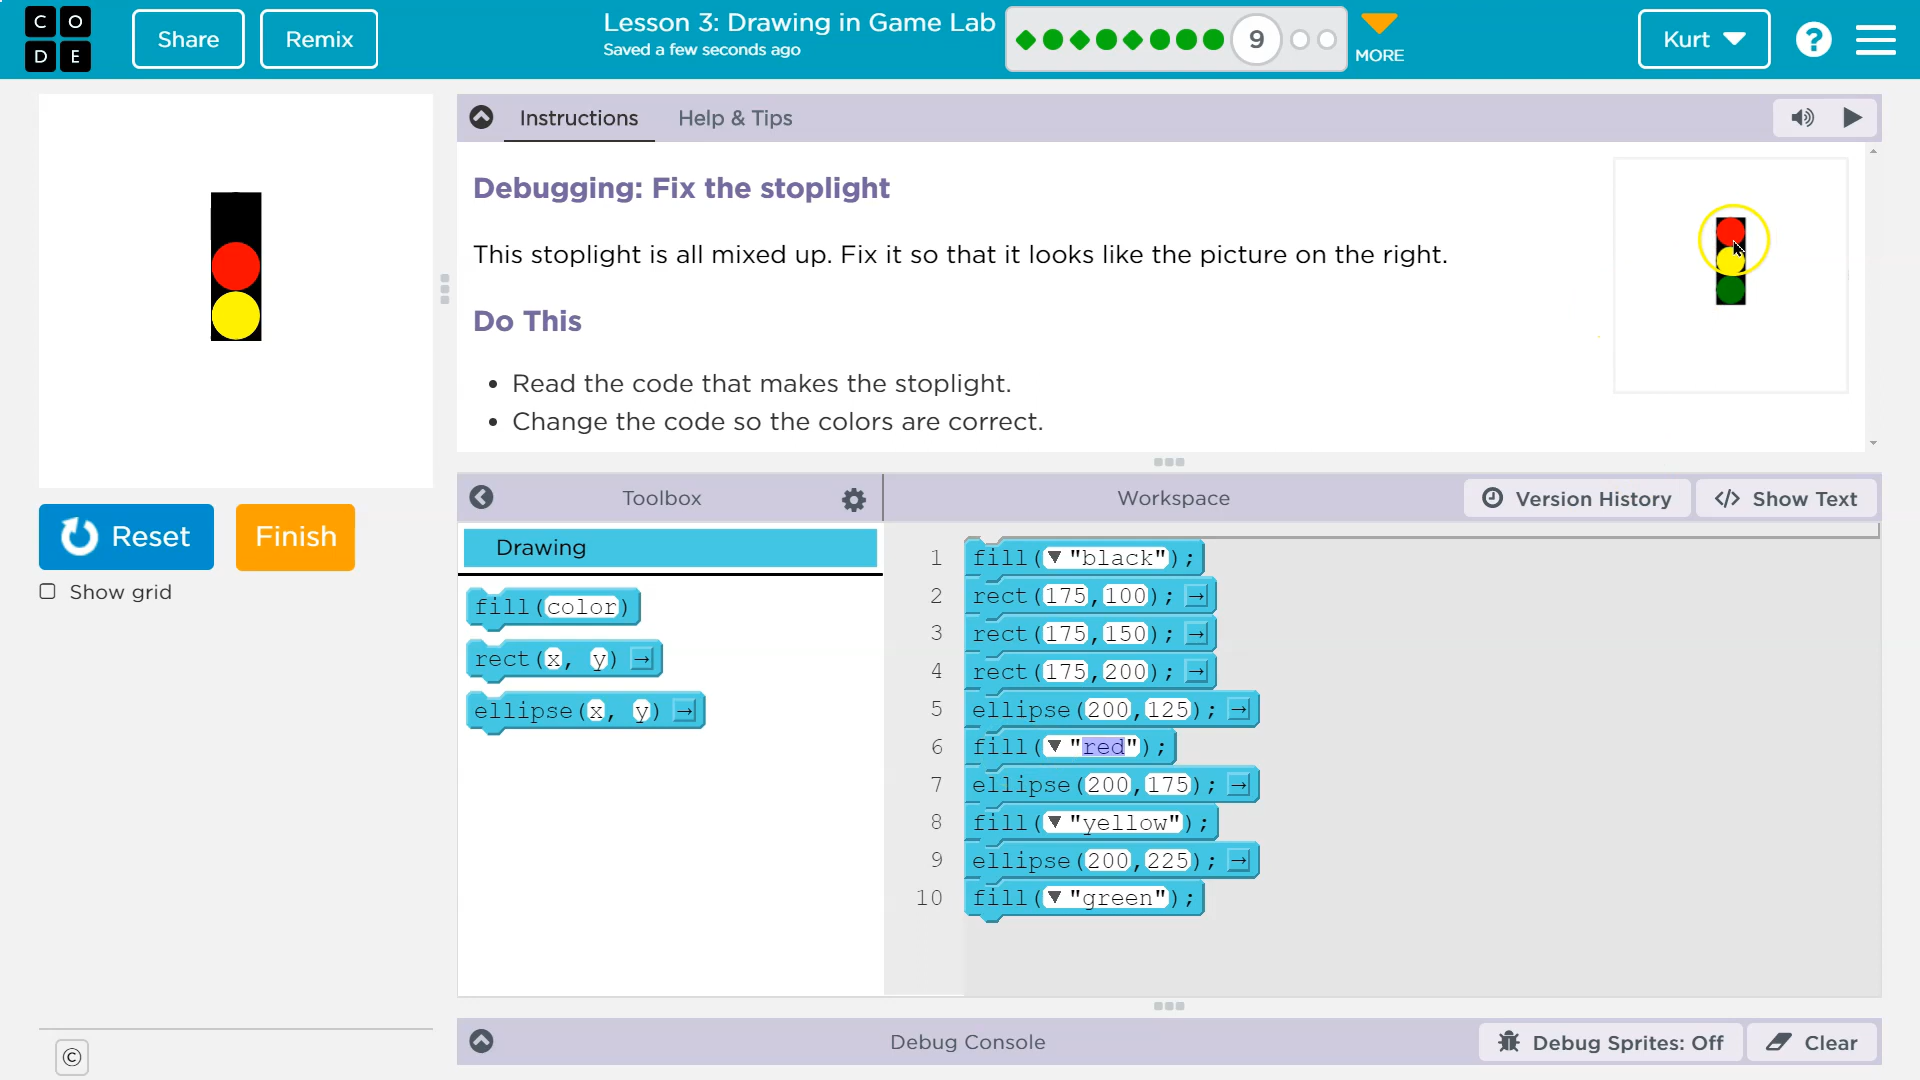 CO
DE
Share
Remix
Lesson 3: Drawing in Game Lab
Saved a few seconds ago
9
MORE
Kurt
?
Instructions
Help & Tips
Debugging: Fix the stoplight
This stoplight is all mixed up. Fix it so that it looks like the picture on the right.
Do This
• Read the code that makes the stoplight.
• Change the code so the colors are correct.
Reset
Finish
Show grid
Toolbox
Workspace
Version History
</> Show Text
Drawing
fill(color)
rect(x, y)
ellipse(x, y)
1 fill("black");
2 rect(175,100);
3 rect(175,150);
4 rect(175,200);
5 ellipse(200,125);
6 fill("red");
7 ellipse(200,175);
8 fill("yellow");
9 ellipse(200,225);
10 fill("green");
©
Debug Console
Debug Sprites: Off
Clear